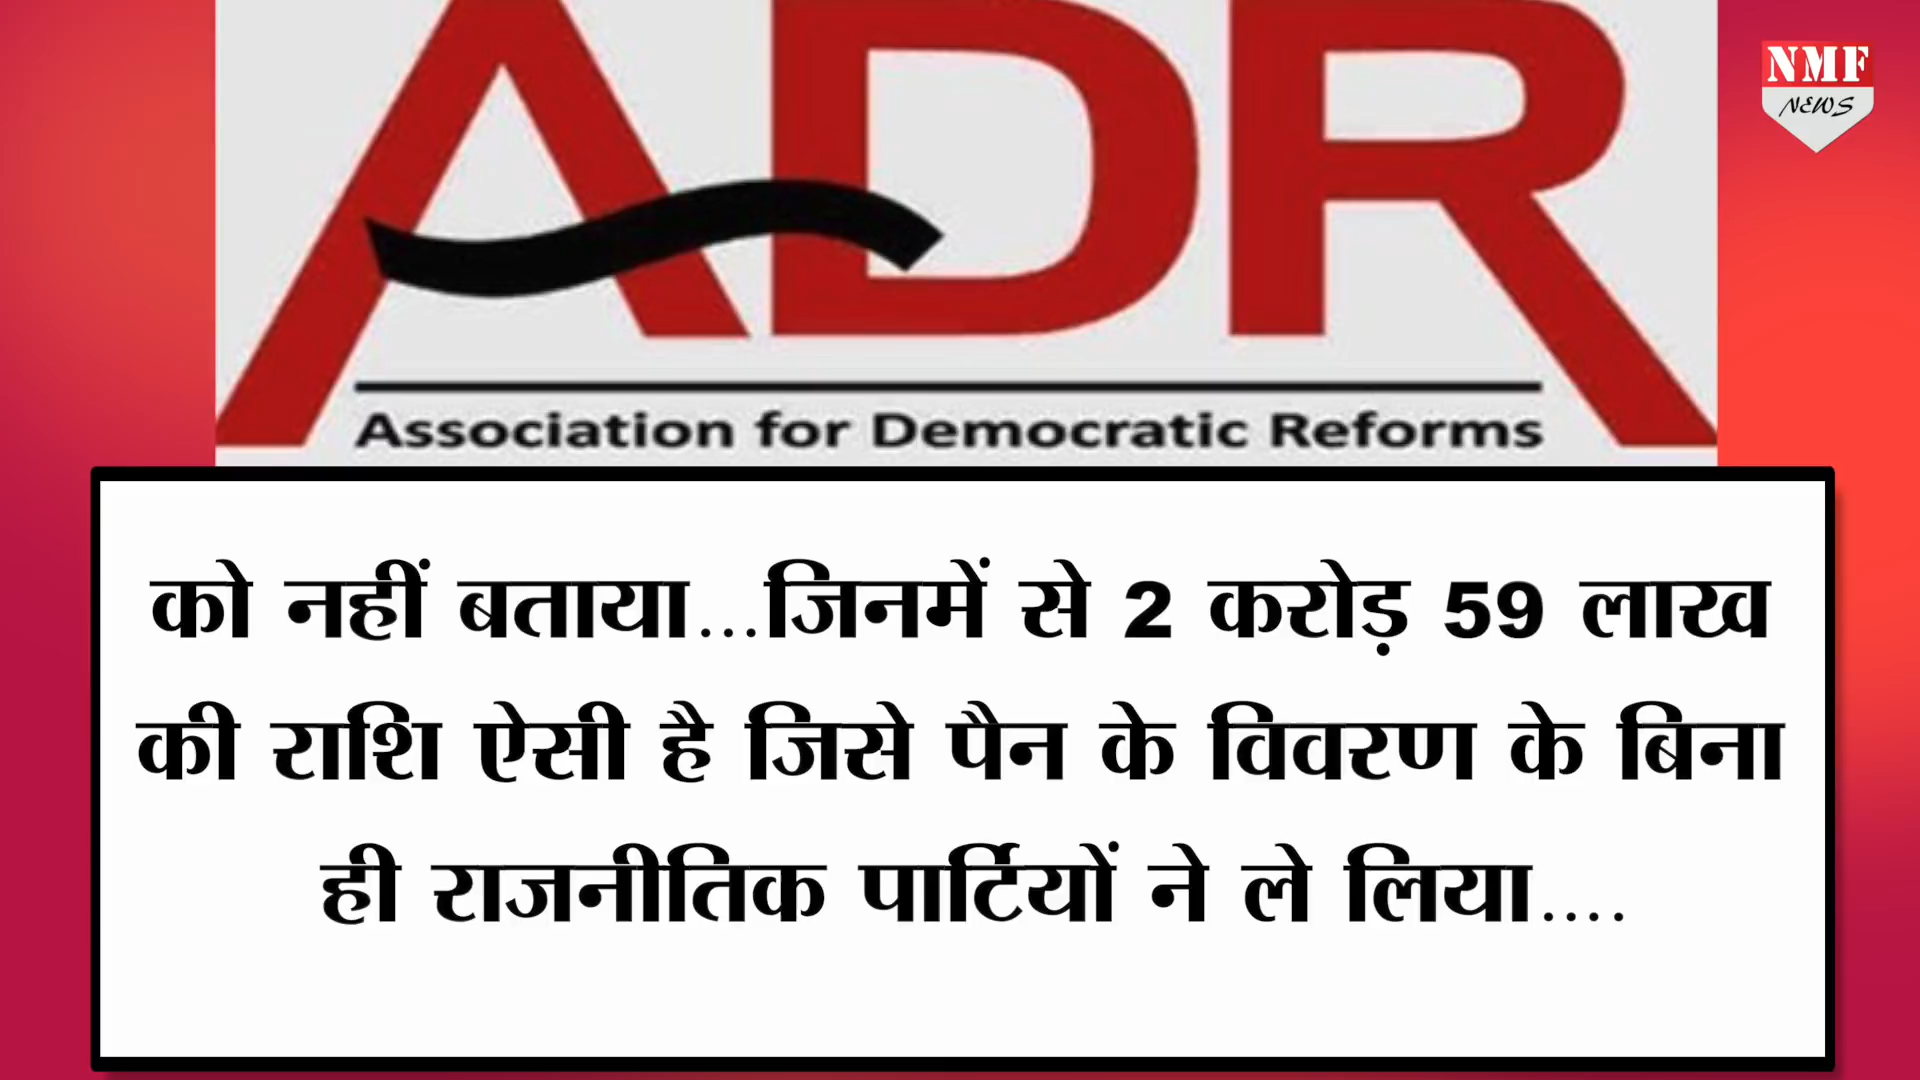 ADR
NMF
NEWS
Association for Democratic Reforms
को नहीं बताया...जिनमें से 2 करोड़ 59 लाख
की राशि ऐसी है जिसे पैन के विवरण के बिना
ही राजनीतिक पार्टियों ने ले लिया....